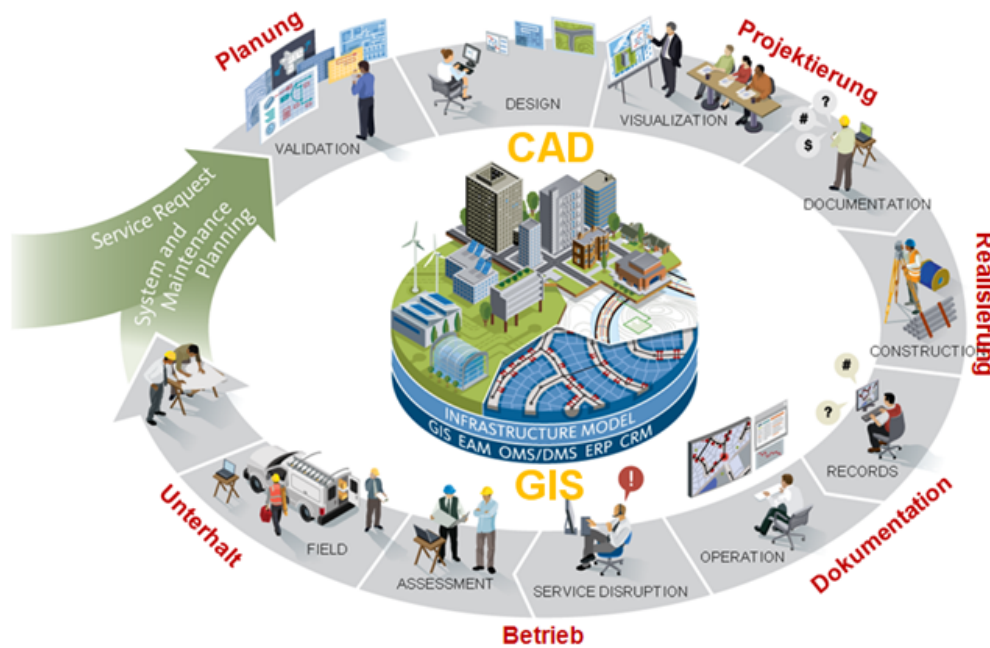 Planung
Projektierung
DESIGN
VISUALIZATION
VALIDATION
?
#
$
CAD
DOCUMENTATION
Service Request
System and
Maintenance
Planning
Realisierung
CONSTRUCTION
#
?
INFRASTRUCTURE MODEL
GIS EAM OMS/DMS ERP CRM
RECORDS
GIS
!
Unterhalt
FIELD
ASSESSMENT
SERVICE DISRUPTION
OPERATION
Dokumentation
Betrieb